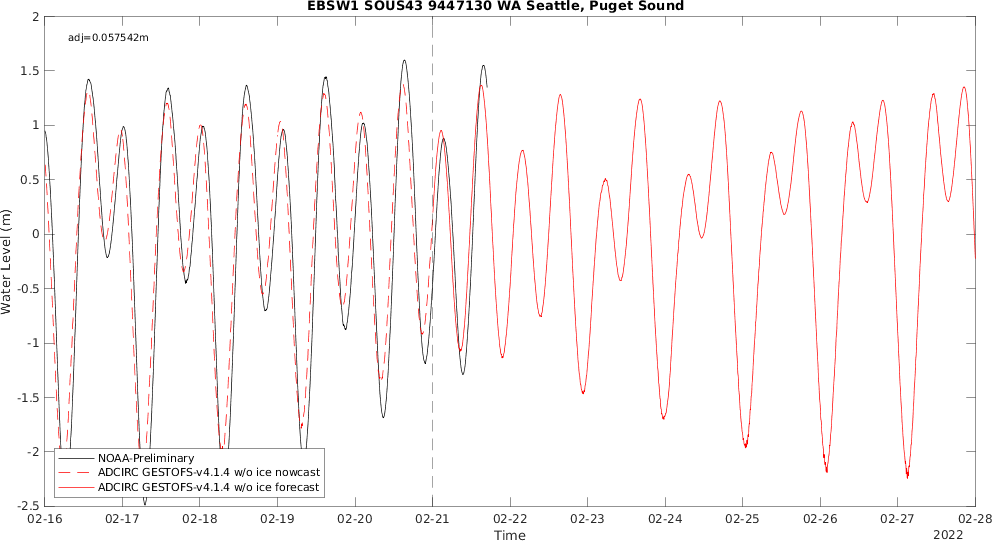 EBSW1 SOUS43 9447130 WA Seattle, Puget Sound
adj=0.057542m
2
1.5
1
0.5
0
-0.5
-1
-1.5
-2
-2.5
Water Level (m)
NOAA-Preliminary
ADCIRC GESTOFS-v4.1.4 w/o ice nowcast
ADCIRC GESTOFS-v4.1.4 w/o ice forecast
02-16 02-17 02-18 02-19 02-20 02-21 02-22 02-23 02-24 02-25 02-26 02-27 02-28
Time
2022